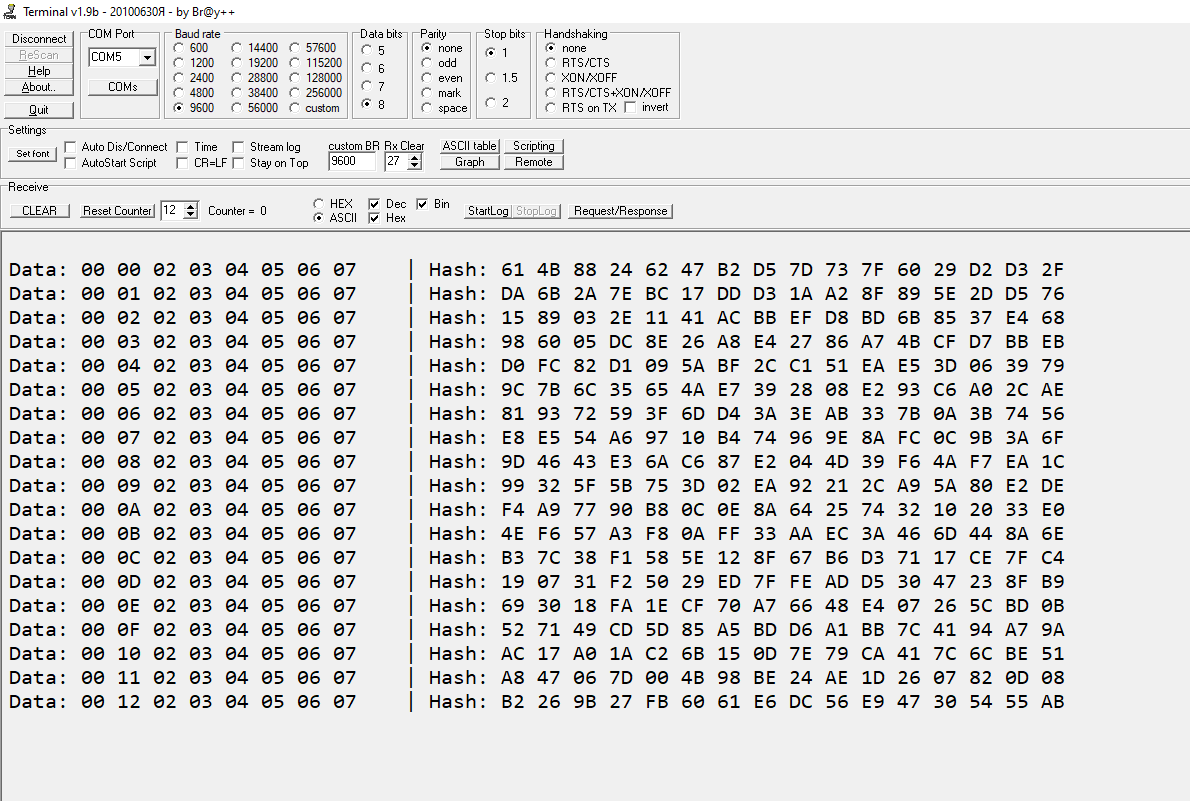 Terminal v1.9b - 20100630Я - by Br@y++
Disconnect
ReScan
Help
About..
Quit
COM Port
COM5
COMs
Baud rate
600 14400 57600
1200 19200 115200
2400 28800 128000
4800 38400 256000
9600 56000 custom
Data bits
5
6
7
8
Parity
none
odd
even
mark
space
Stop bits
1
1.5
2
Handshaking
none
RTS/CTS
XON/XOFF
RTS/CTS+XON/XOFF
RTS on TX invert
Settings
Set font
Auto Dis/Connect Time Stream log
AutoStart Script CR=LF Stay on Top
custom BR Rx Clear
9600 27
ASCII table Scripting
Graph Remote
Receive
CLEAR Reset Counter 12 Counter = 0
HEX Dec Bin
ASCII Hex
StartLog StopLog Request/Response
Data: 00 00 02 03 04 05 06 07 | Hash: 61 4B 88 24 62 47 B2 D5 7D 73 7F 60 29 D2 D3 2F
Data: 00 01 02 03 04 05 06 07 | Hash: DA 6B 2A 7E BC 17 DD D3 1A A2 8F 89 5E 2D D5 76
Data: 00 02 02 03 04 05 06 07 | Hash: 15 89 03 2E 11 41 AC BB EF D8 BD 6B 85 37 E4 68
Data: 00 03 02 03 04 05 06 07 | Hash: 98 60 05 DC 8E 26 A8 E4 27 86 A7 4B CF D7 BB EB
Data: 00 04 02 03 04 05 06 07 | Hash: D0 FC 82 D1 09 5A BF 2C C1 51 EA E5 3D 06 39 79
Data: 00 05 02 03 04 05 06 07 | Hash: 9C 7B 6C 35 65 4A E7 39 28 08 E2 93 C6 A0 2C AE
Data: 00 06 02 03 04 05 06 07 | Hash: 81 93 72 59 3F 6D D4 3A 3E AB 33 7B 0A 3B 74 56
Data: 00 07 02 03 04 05 06 07 | Hash: E8 E5 54 A6 97 10 B4 74 96 9E 8A FC 0C 9B 3A 6F
Data: 00 08 02 03 04 05 06 07 | Hash: 9D 46 43 E3 6A C6 87 E2 04 4D 39 F6 4A F7 EA 1C
Data: 00 09 02 03 04 05 06 07 | Hash: 99 32 5F 5B 75 3D 02 EA 92 21 2C A9 5A 80 E2 DE
Data: 00 0A 02 03 04 05 06 07 | Hash: F4 A9 77 90 B8 0C 0E 8A 64 25 74 32 10 20 33 E0
Data: 00 0B 02 03 04 05 06 07 | Hash: 4E F6 57 A3 F8 0A FF 33 AA EC 3A 46 6D 44 8A 6E
Data: 00 0C 02 03 04 05 06 07 | Hash: B3 7C 38 F1 58 5E 12 8F 67 B6 D3 71 17 CE 7F C4
Data: 00 0D 02 03 04 05 06 07 | Hash: 19 07 31 F2 50 29 ED 7F FE AD D5 30 47 23 8F B9
Data: 00 0E 02 03 04 05 06 07 | Hash: 69 30 18 FA 1E CF 70 A7 66 48 E4 07 26 5C BD 0B
Data: 00 0F 02 03 04 05 06 07 | Hash: 52 71 49 CD 5D 85 A5 BD D6 A1 BB 7C 41 94 A7 9A
Data: 00 10 02 03 04 05 06 07 | Hash: AC 17 A0 1A C2 6B 15 0D 7E 79 CA 41 7C 6C BE 51
Data: 00 11 02 03 04 05 06 07 | Hash: A8 47 06 7D 00 4B 98 BE 24 AE 1D 26 07 82 0D 08
Data: 00 12 02 03 04 05 06 07 | Hash: B2 26 9B 27 FB 60 61 E6 DC 56 E9 47 30 54 55 AB